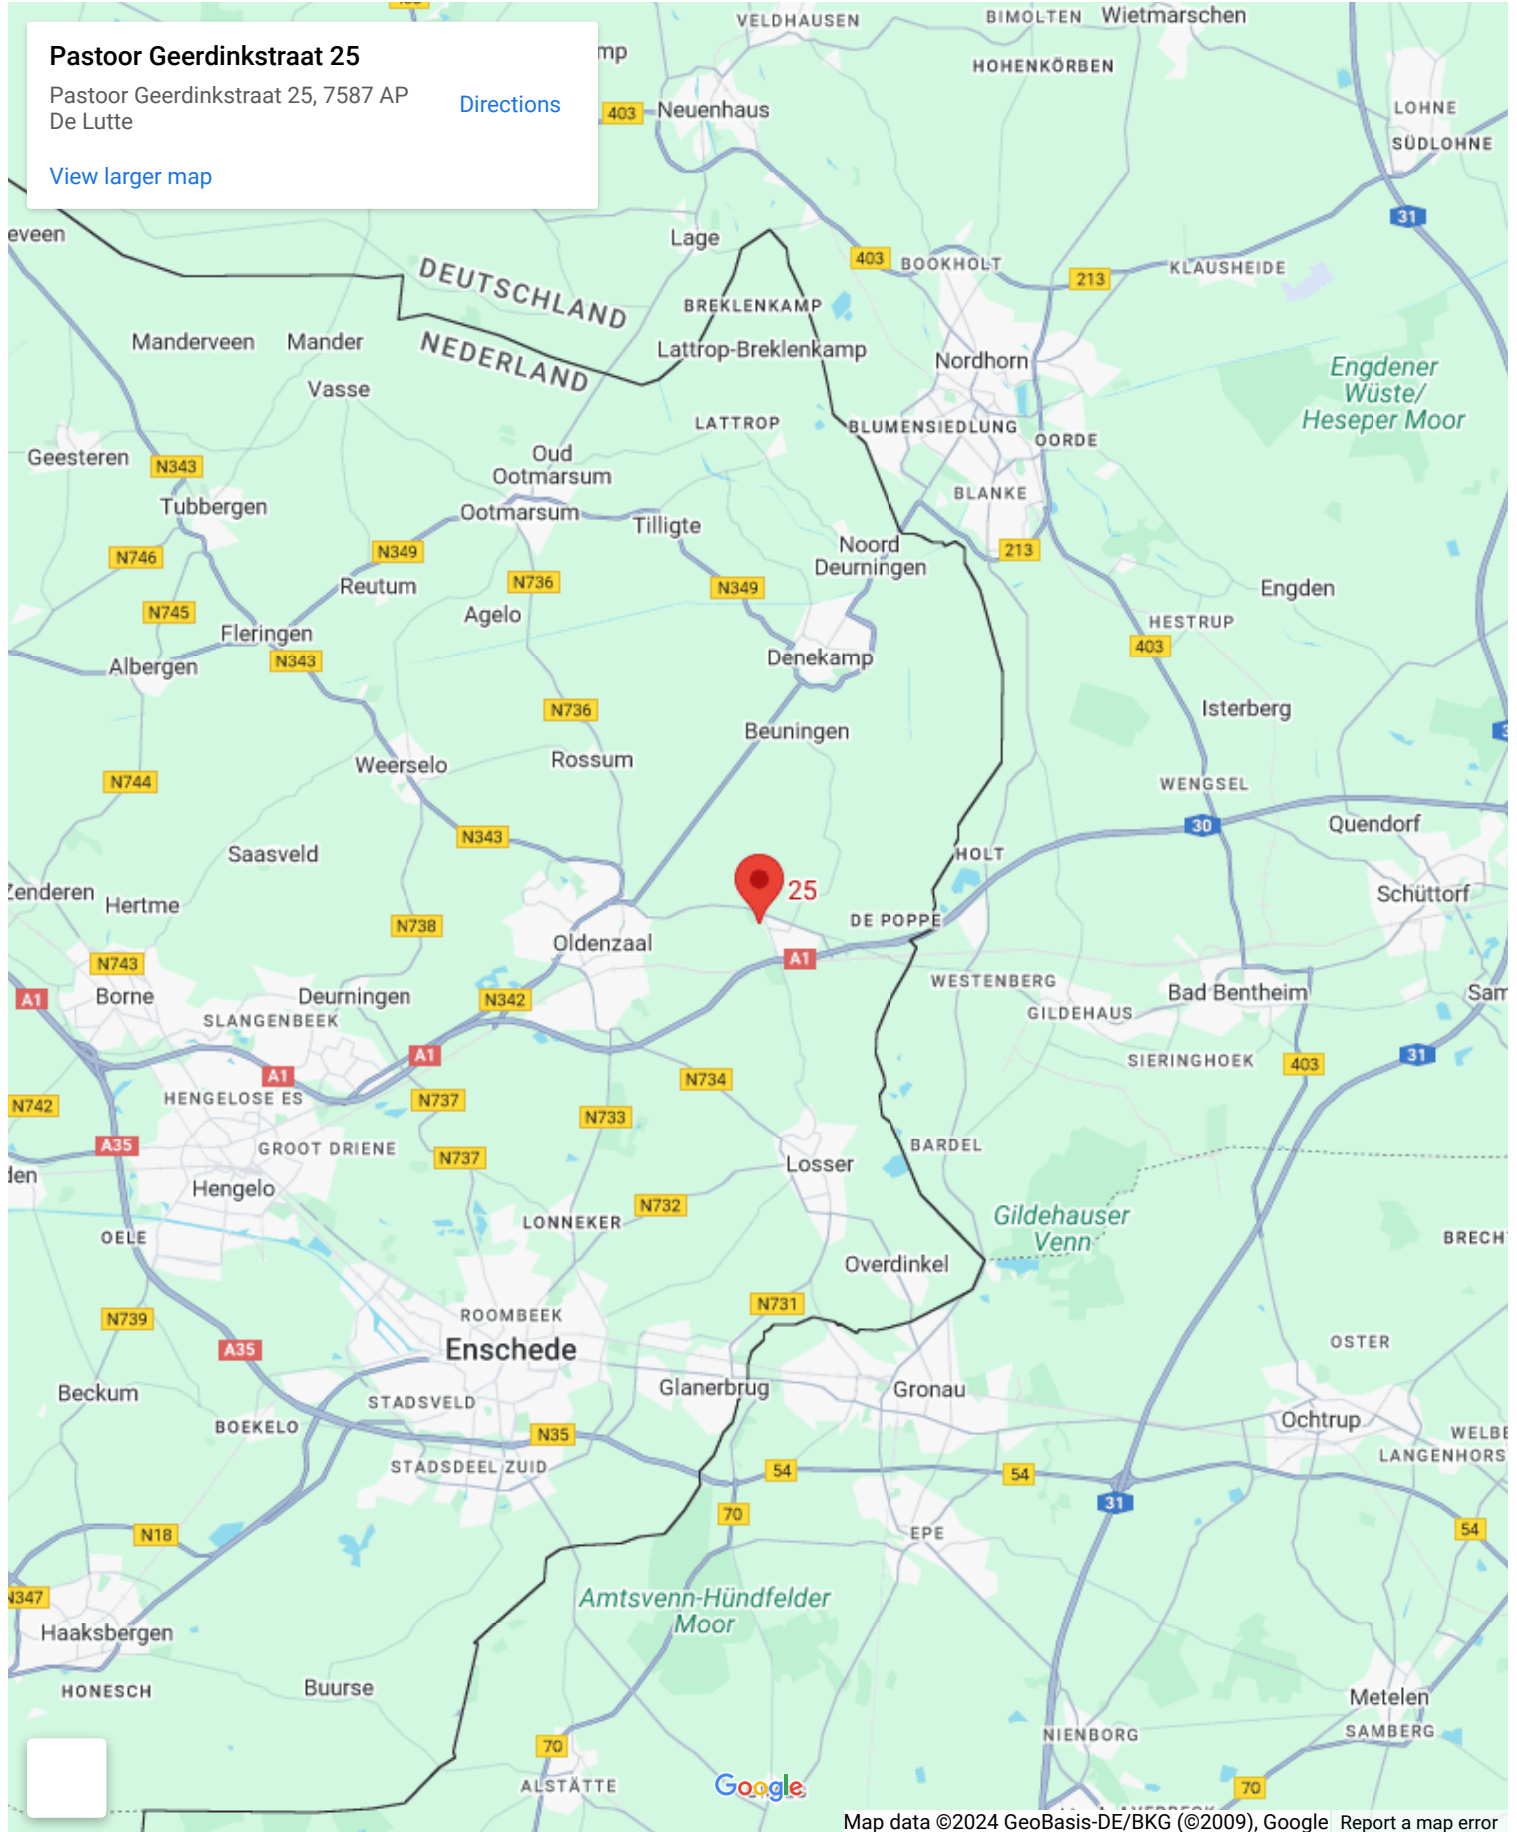 Pastoor Geerdinkstraat 25
Pastoor Geerdinkstraat 25, 7587 AP
De Lutte
Directions
View larger map
VELDHAUSEN
BIMOLTEN
Wietmarschen
HOHENKÖRBEN
403
Neuenhaus
LOHNE
SÜDLOHNE
31
Lage
403
BOOKHOLT
213
KLAUSHEIDE
DEUTSCHLAND
NEDERLAND
BREKLENKAMP
Manderveen
Mander
Lattrop-Breklenkamp
Nordhorn
Engdener
Wüste/
Heseper Moor
Vasse
LATTROP
BLUMENSIEDLUNG
OORDE
Geesteren
N343
Oud
Ootmarsum
Tubbergen
Ootmarsum
Tilligte
BLANKE
N746
N349
Noord
Deurningen
213
Reutum
N736
N349
Engden
N745
Agelo
HESTRUP
Fleringen
403
Albergen
N343
Denekamp
N736
Isterberg
Beuningen
Weerselo
Rossum
N744
WENGSEL
N343
30
Quendorf
Saasveld
HOLT
25
Zenderen
Hertme
Schüttorf
N738
DE POPPE
Oldenzaal
N743
A1
A1
Borne
Deurningen
N342
WESTENBERG
Bad Bentheim
SLANGENBEEK
GILDEHAUS
A1
SIERINGHOEK
31
A1
403
N734
HENGELOSE ES
N737
N742
N733
A35
GROOT DRIENE
N737
BARDEL
Losser
Hengelo
N732
LONNEKER
Gildehauser
Venn
OELE
Overdinkel
N731
N739
ROOMBEEK
OSTER
A35
Enschede
Beckum
Glanerbrug
Gronau
STADSVELD
BOEKELO
Ochtrup
N35
STADSDEEL ZUID
54
54
31
70
N18
EPE
54
N347
Amtsvenn-Hündfelder
Moor
Haaksbergen
Buurse
HONESCH
Metelen
NIENBORG
SAMBERG
70
ALSTÄTTE
Google
70
Map data ©2024 GeoBasis-DE/BKG (©2009), Google
Report a map error